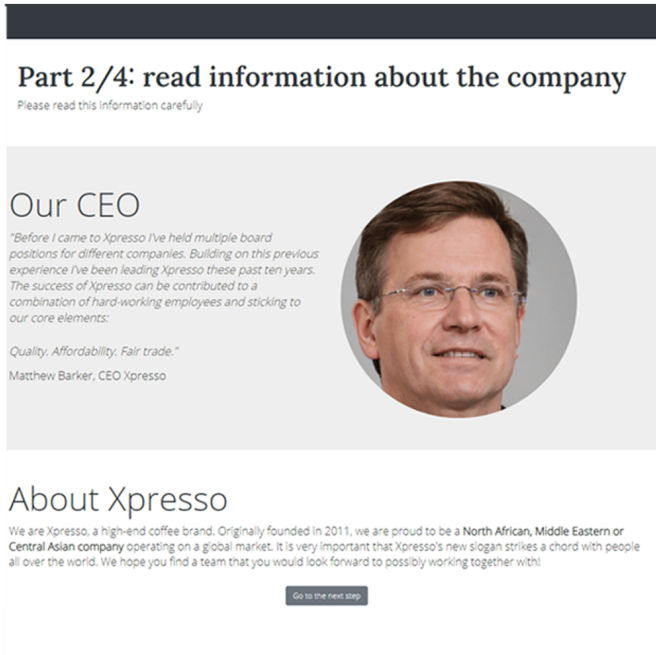 Part 2/4: read information about the company
Please read this information carefully
Our CEO
"Before I came to Xpresso I've held multiple board
positions for different companies. Building on this previous
experience I've been leading Xpresso these past ten years.
The success of Xpresso can be contributed to a
combination of hard-working employees and sticking to
our core elements:
Quality. Affordability. Fair trade."
Matthew Barker, CEO Xpresso
About Xpresso
We are Xpresso, a high-end coffee brand. Originally founded in 2011, we are proud to be a North African, Middle Eastern or
Central Asian company operating on a global market. It is very important that Xpresso's new slogan strikes a chord with people
all over the world. We hope you find a team that you would look forward to possibly working together with!
Go to the next step